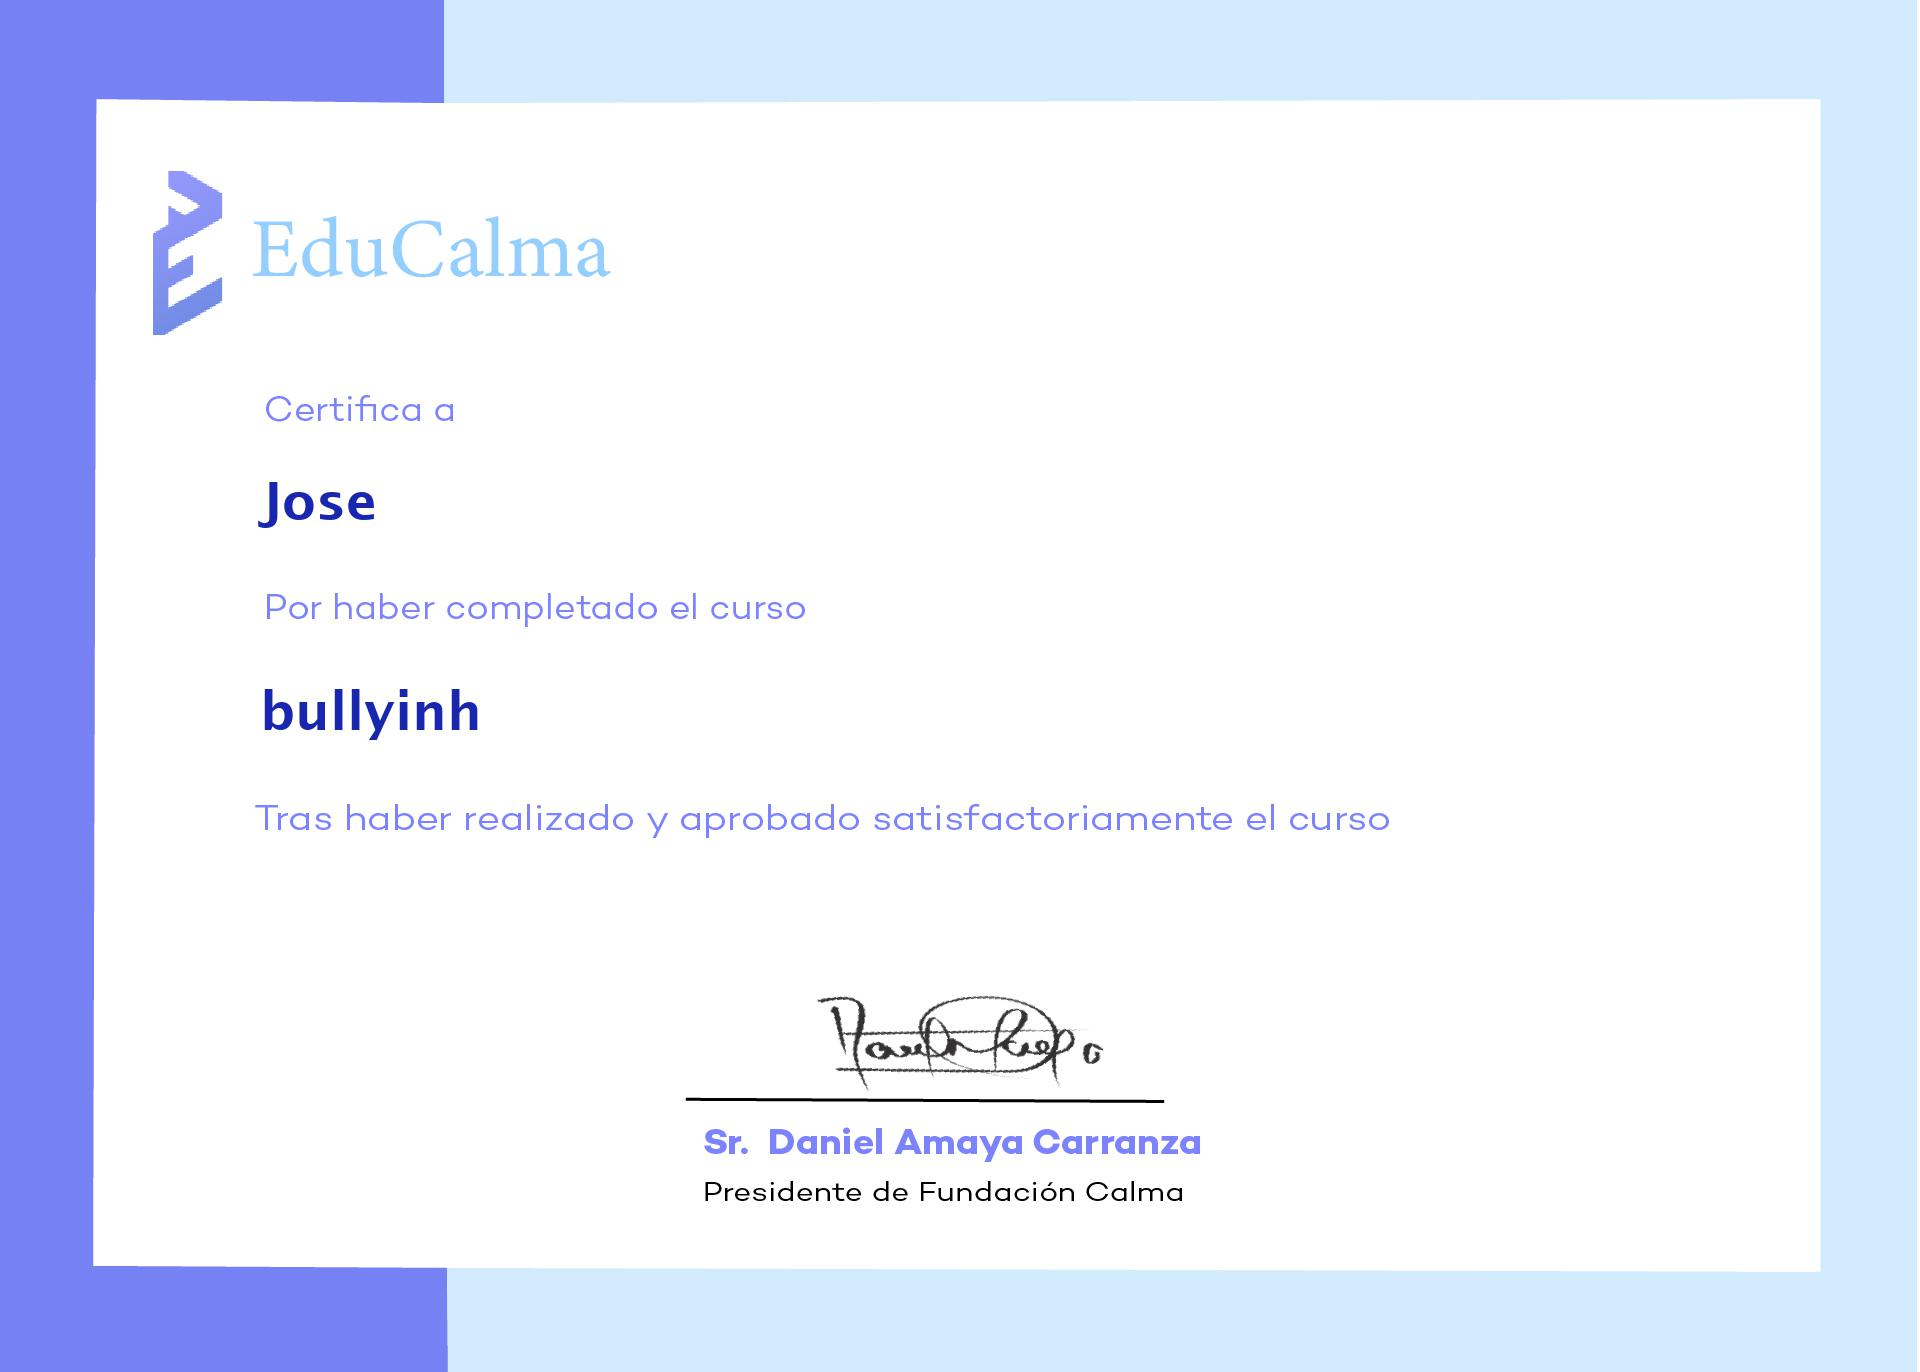 EduCalma
Certifica a
Jose
Por haber completado el curso
bullyinh
Tras haber realizado y aprobado satisfactoriamente el curso
Sr. Daniel Amaya Carranza
Presidente de Fundación Calma